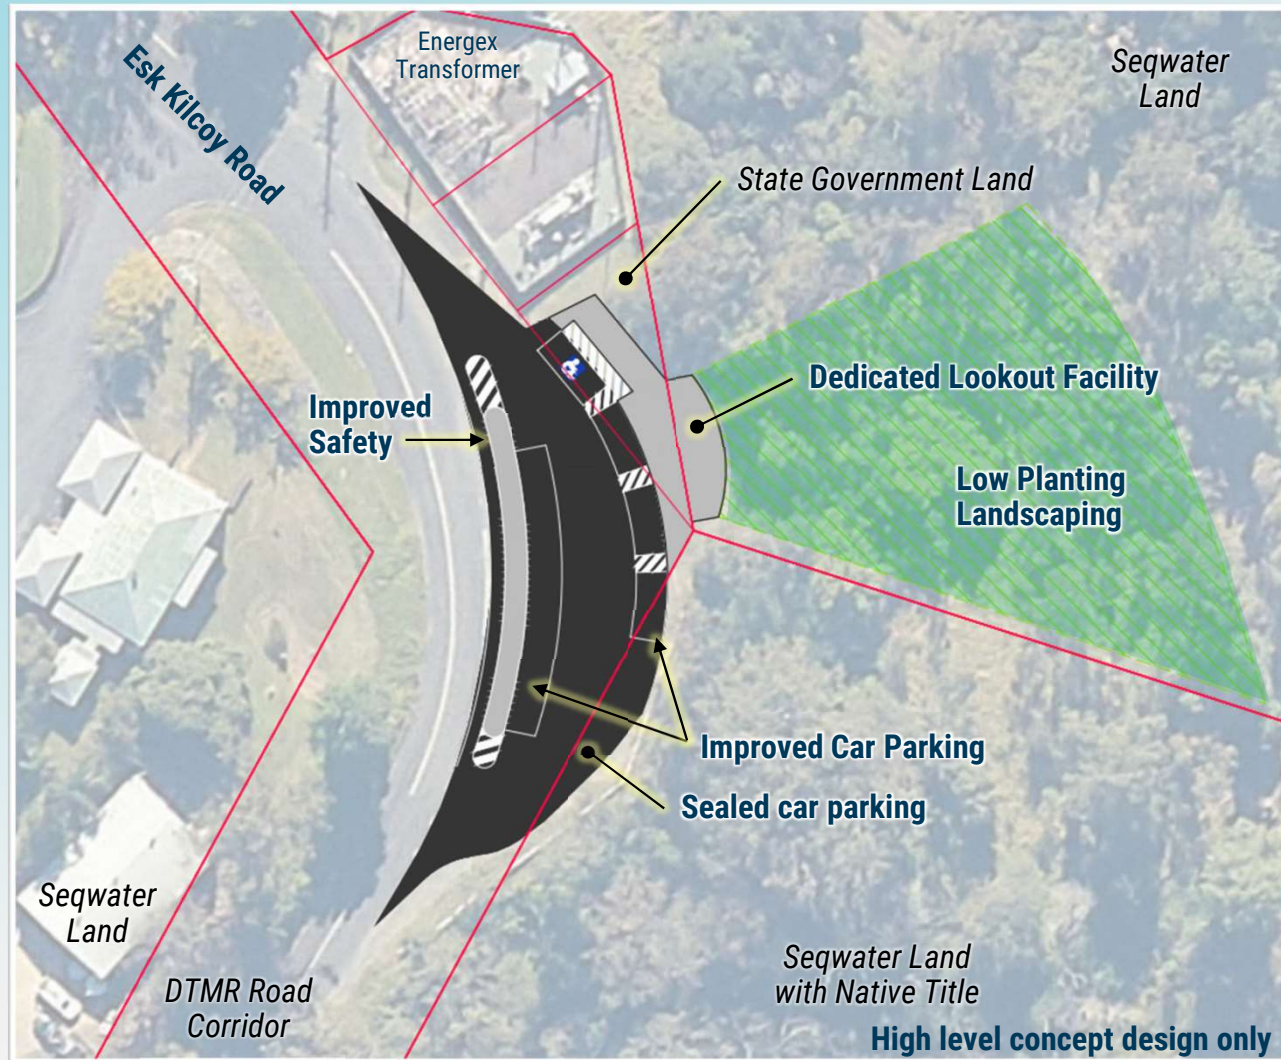 Energex
Transformer
Seqwater
Land
Esk Kilcoy Road
State Government Land
Dedicated Lookout Facility
Improved
Safety
Low Planting
Landscaping
Improved Car Parking
Sealed car parking
Seqwater
Land
Seqwater Land
with Native Title
DTMR Road
Corridor
High level concept design only